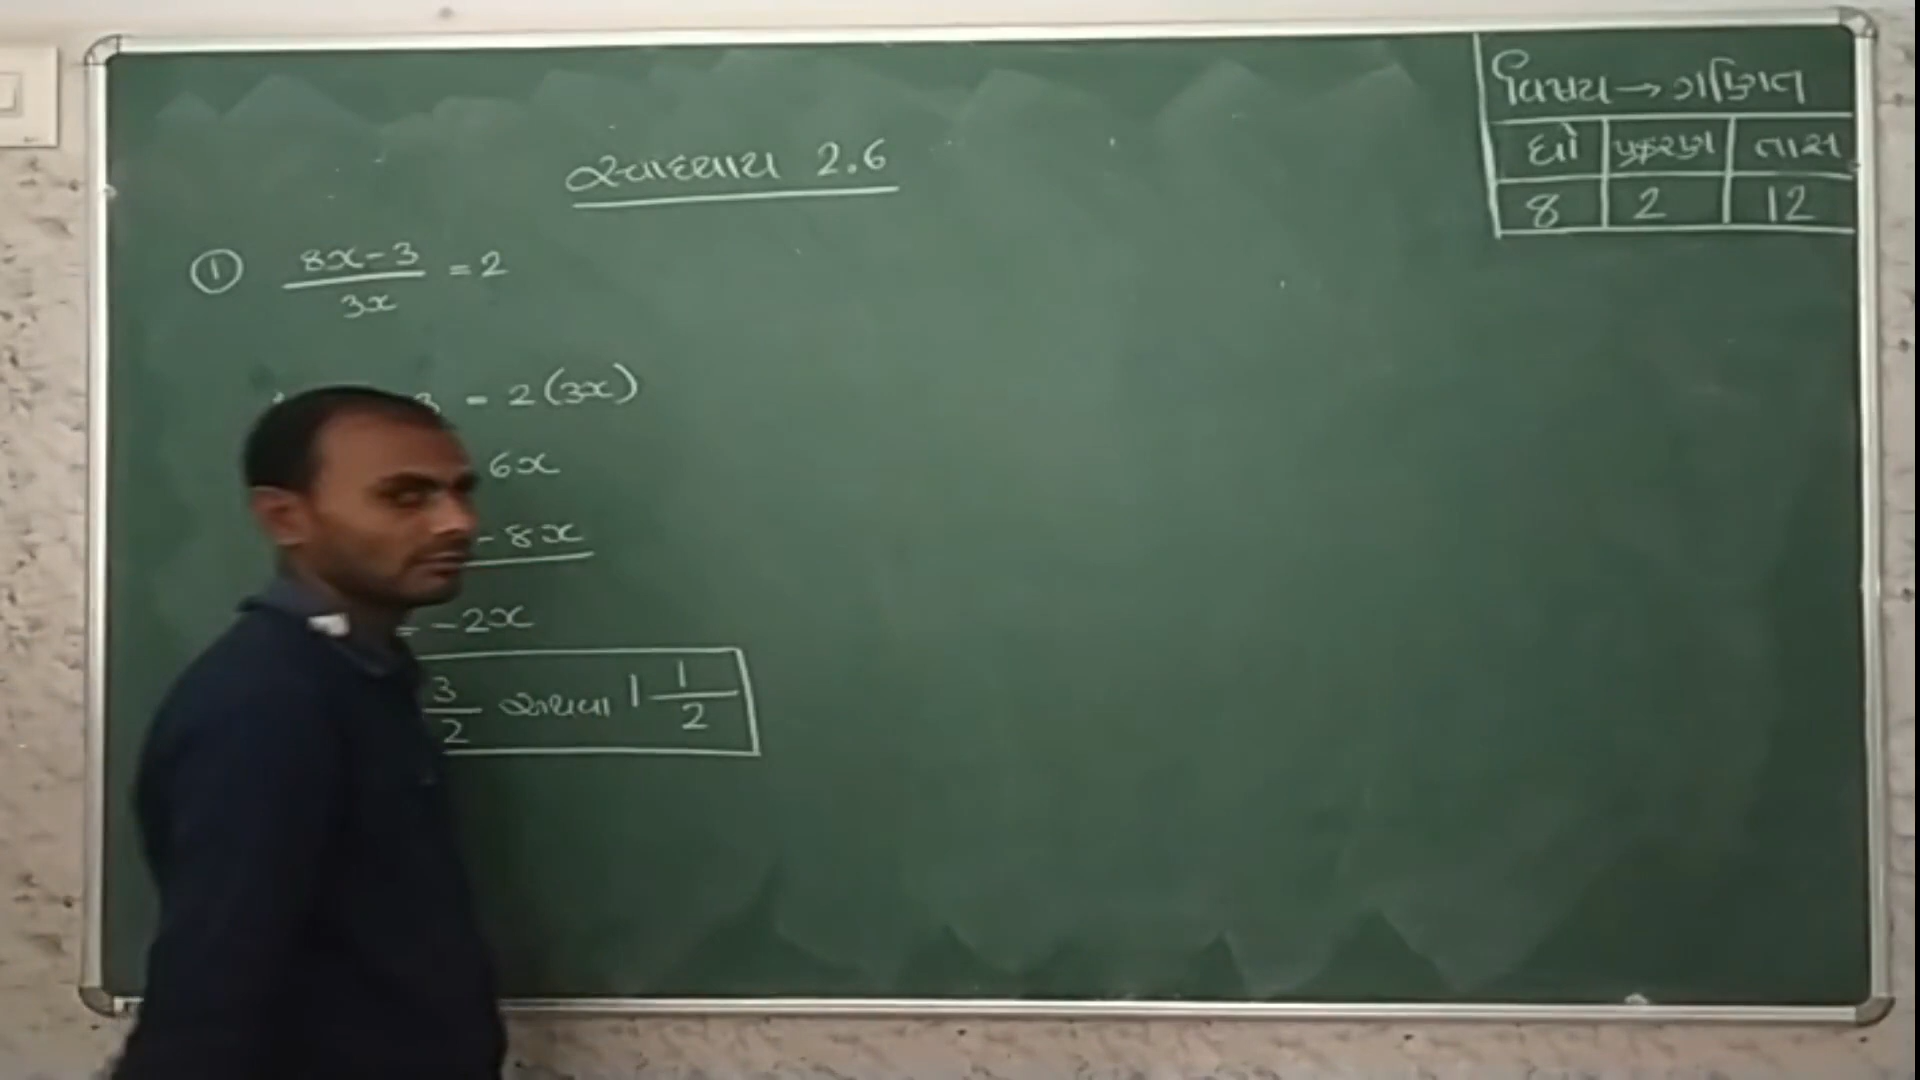 સ્વાધ્યાય 2.6
વિષય → ગણિત
ધો પ્રકરણ તાસ
8 2 12
① 8x-3 / 3x = 2
3 = 2(3x)
6x
-8x
= -2x
3/2 અથવા 1 1/2